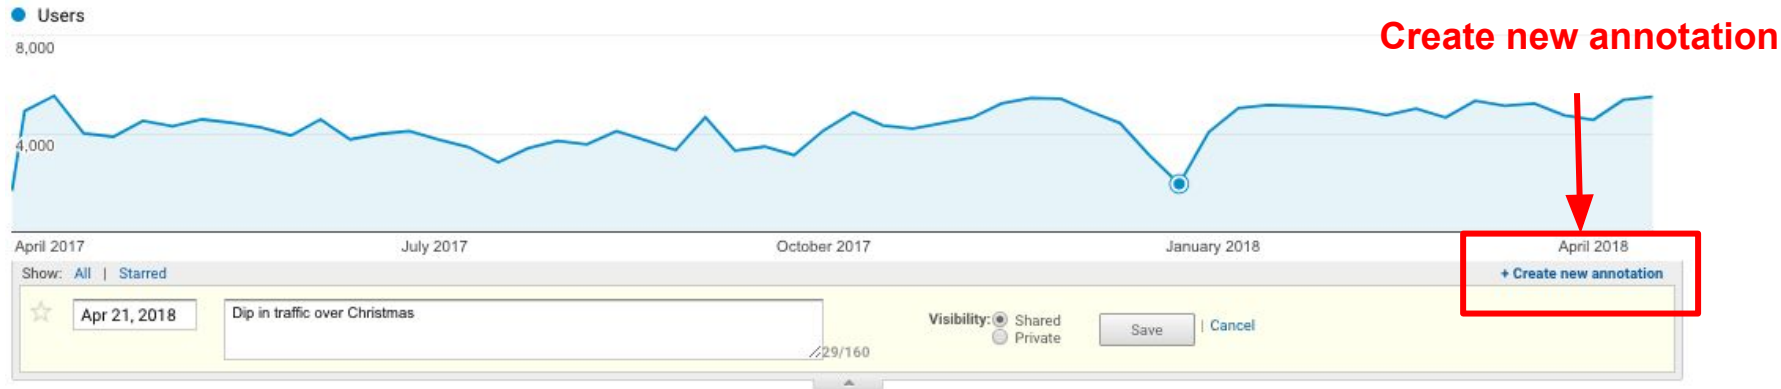 Users
Create new annotation
8,000
4,000
April 2017 July 2017 October 2017 January 2018 April 2018
Show: All | Starred + Create new annotation
Apr 21, 2018 Dip in traffic over Christmas Visibility: Shared Save | Cancel
Private
29/160